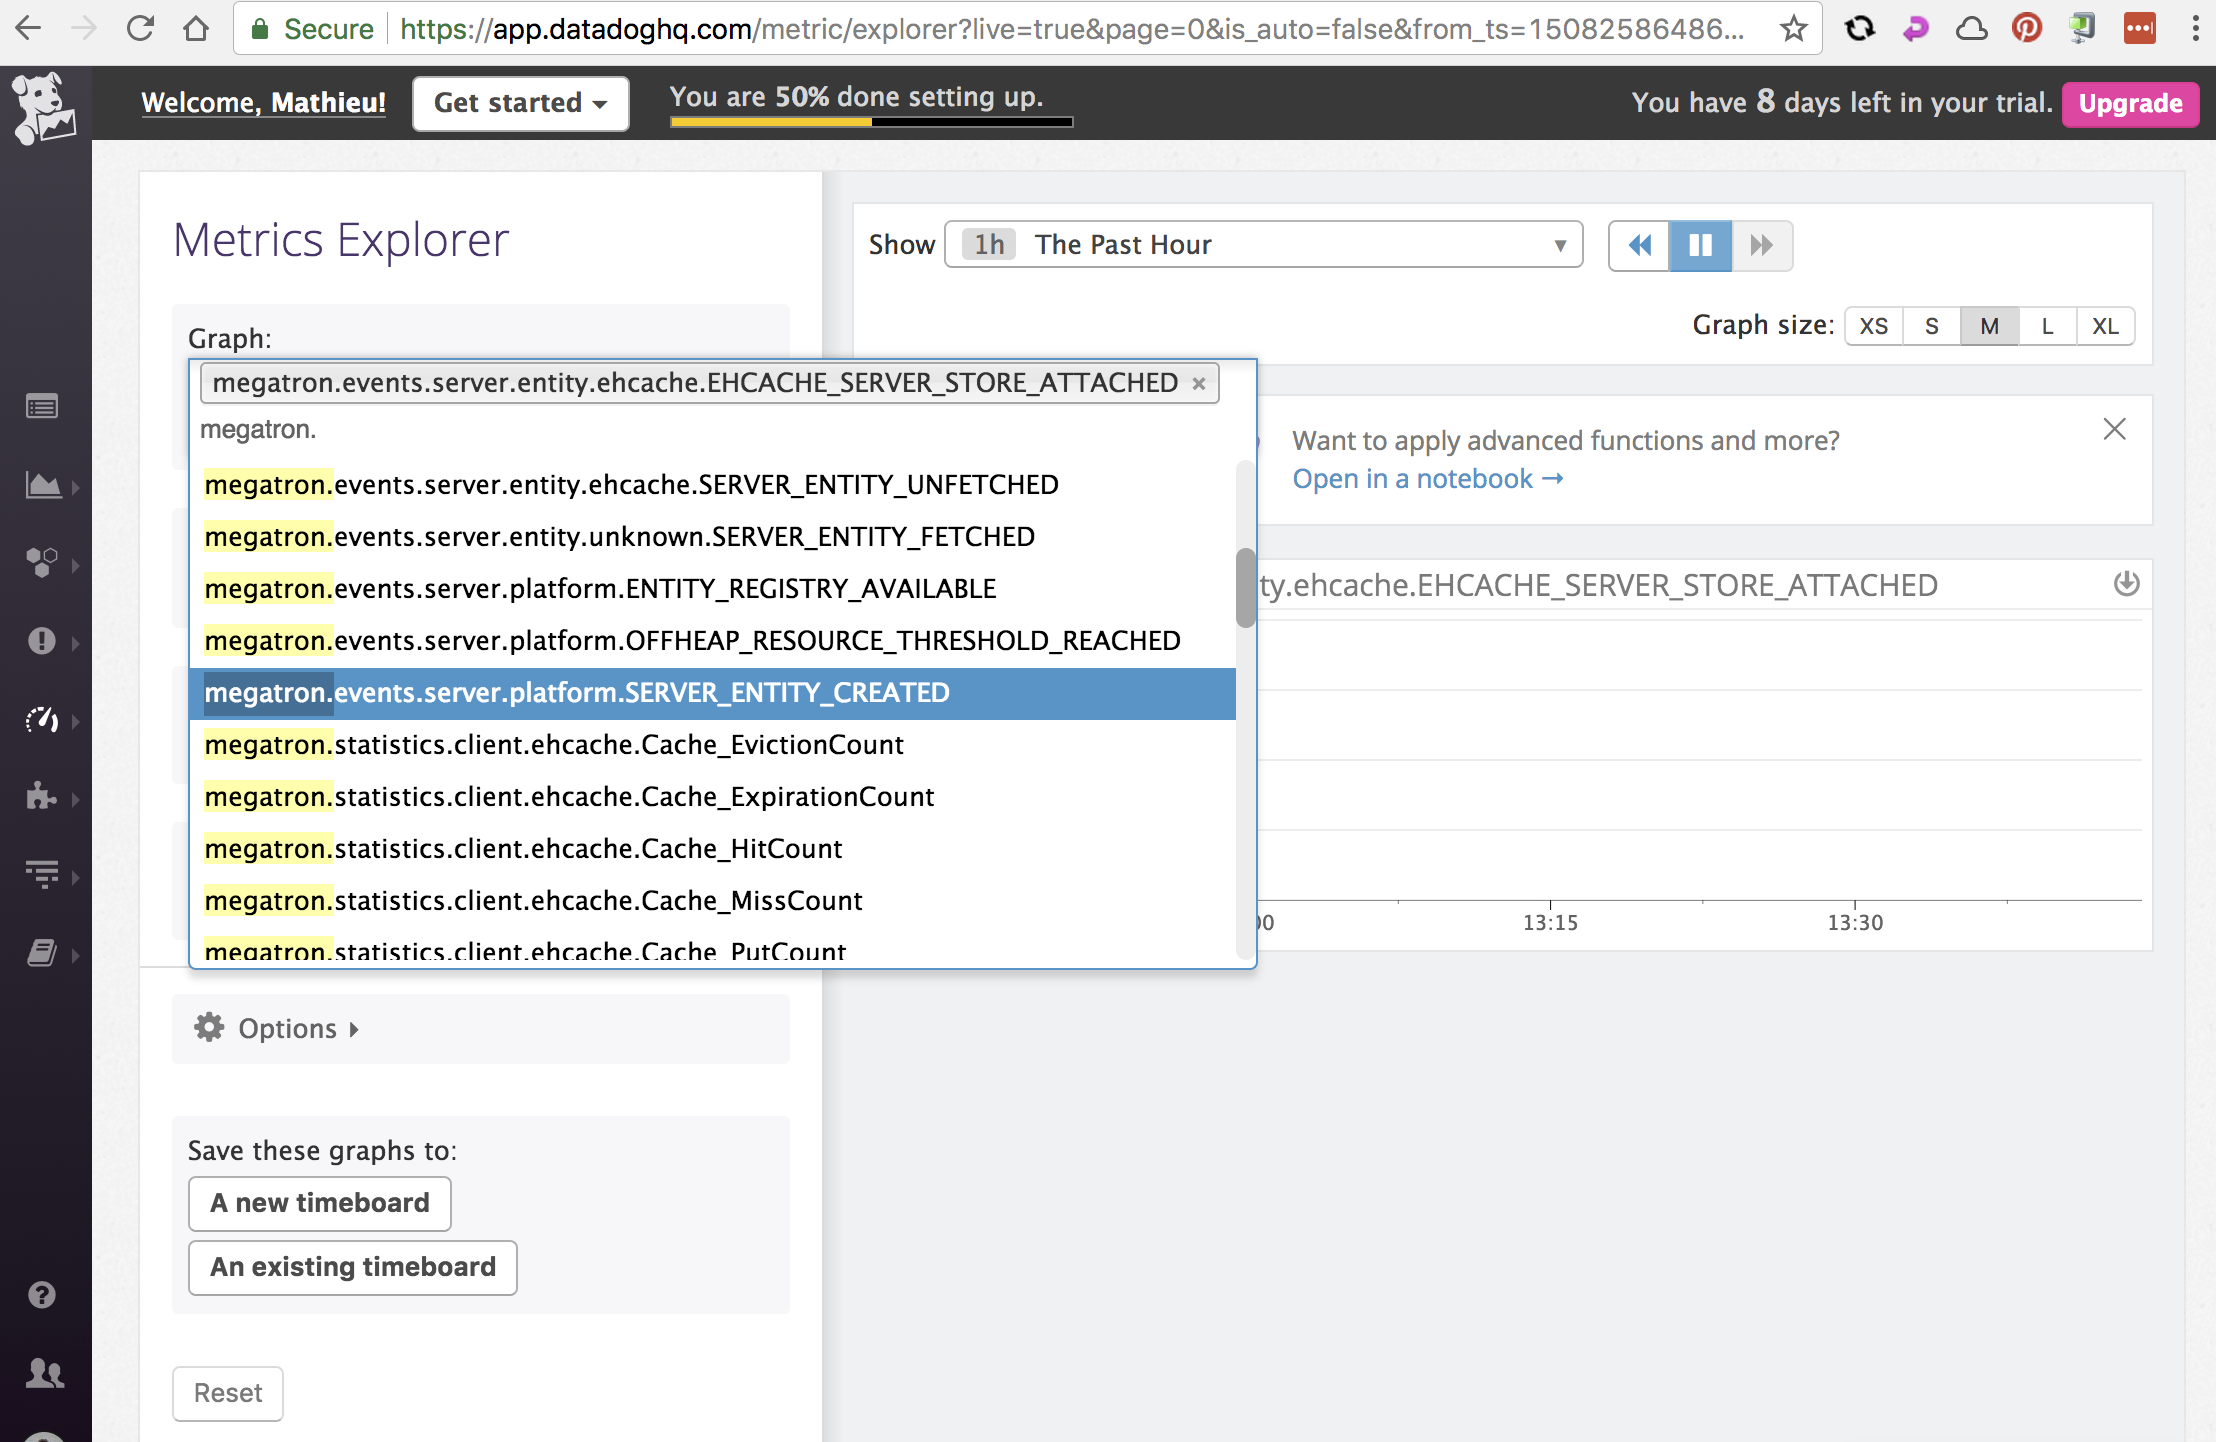 Secure https://app.datadoghq.com/metric/explorer?live=true&page=0&is_auto=false&from_ts=15082586486...
Welcome, Mathieu!
Get started
You are 50% done setting up.
You have 8 days left in your trial.
Upgrade
Metrics Explorer
Graph:
megatron.events.server.entity.ehcache.EHCACHE_SERVER_STORE_ATTACHED ×
megatron.
megatron.events.server.entity.ehcache.SERVER_ENTITY_UNFETCHED
megatron.events.server.entity.unknown.SERVER_ENTITY_FETCHED
megatron.events.server.platform.ENTITY_REGISTRY_AVAILABLE
megatron.events.server.platform.OFFHEAP_RESOURCE_THRESHOLD_REACHED
megatron.events.server.platform.SERVER_ENTITY_CREATED
megatron.statistics.client.ehcache.Cache_EvictionCount
megatron.statistics.client.ehcache.Cache_ExpirationCount
megatron.statistics.client.ehcache.Cache_HitCount
megatron.statistics.client.ehcache.Cache_MissCount
megatron.statistics.client.ehcache.Cache_PutCount
Options
Save these graphs to:
A new timeboard
An existing timeboard
Reset
Show 1h The Past Hour
Graph size: XS S M L XL
Want to apply advanced functions and more?
Open in a notebook →
ty.ehcache.EHCACHE_SERVER_STORE_ATTACHED
00 13:15 13:30